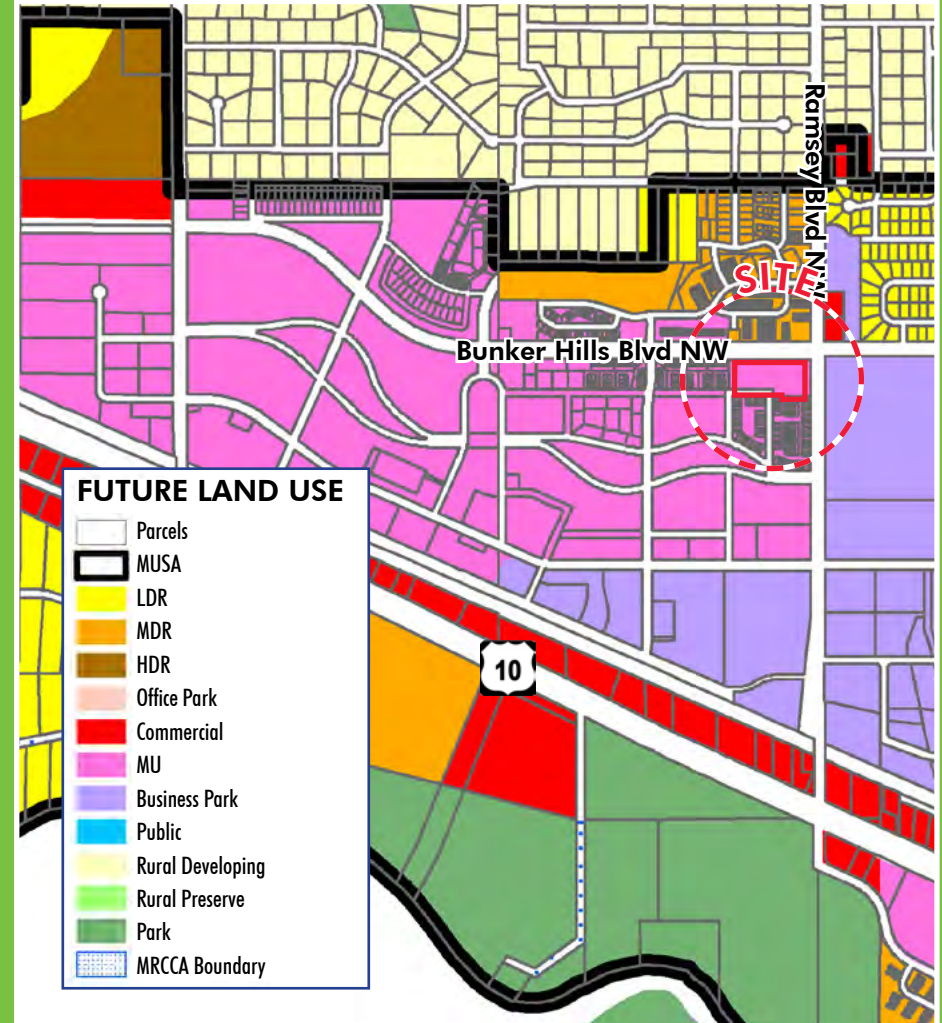 Ramsey Blvd NW
SITE
Bunker Hills Blvd NW
10
FUTURE LAND USE
Parcels
MUSA
LDR
MDR
HDR
Office Park
Commercial
MU
Business Park
Public
Rural Developing
Rural Preserve
Park
MRCCA Boundary